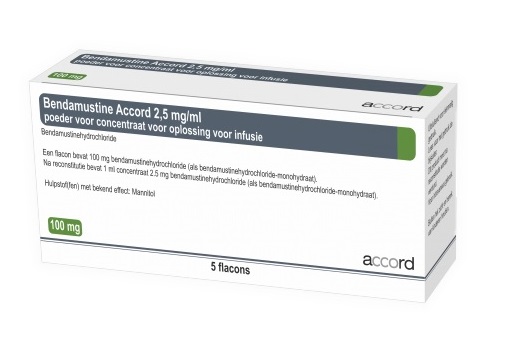 Bendamustine Accord 2,5 mg/ml
poeder voor concentraat voor oplossing voor infusie
100 mg
accord
Bendamustine Accord 2,5 mg/ml
poeder voor concentraat voor oplossing voor infusie
Bendamustinehydrochloride
Een flacon bevat 100 mg bendamustinehydrochloride (als bendamustinehydrochloride-monohydraat).
Na reconstitutie bevat 1 ml concentraat 2.5 mg bendamustinehydrochloride (als bendamustinehydrochloride-monohydraat).
Hulpstof(fen) met bekend effect: Mannitol
100 mg
accord
5 flacons